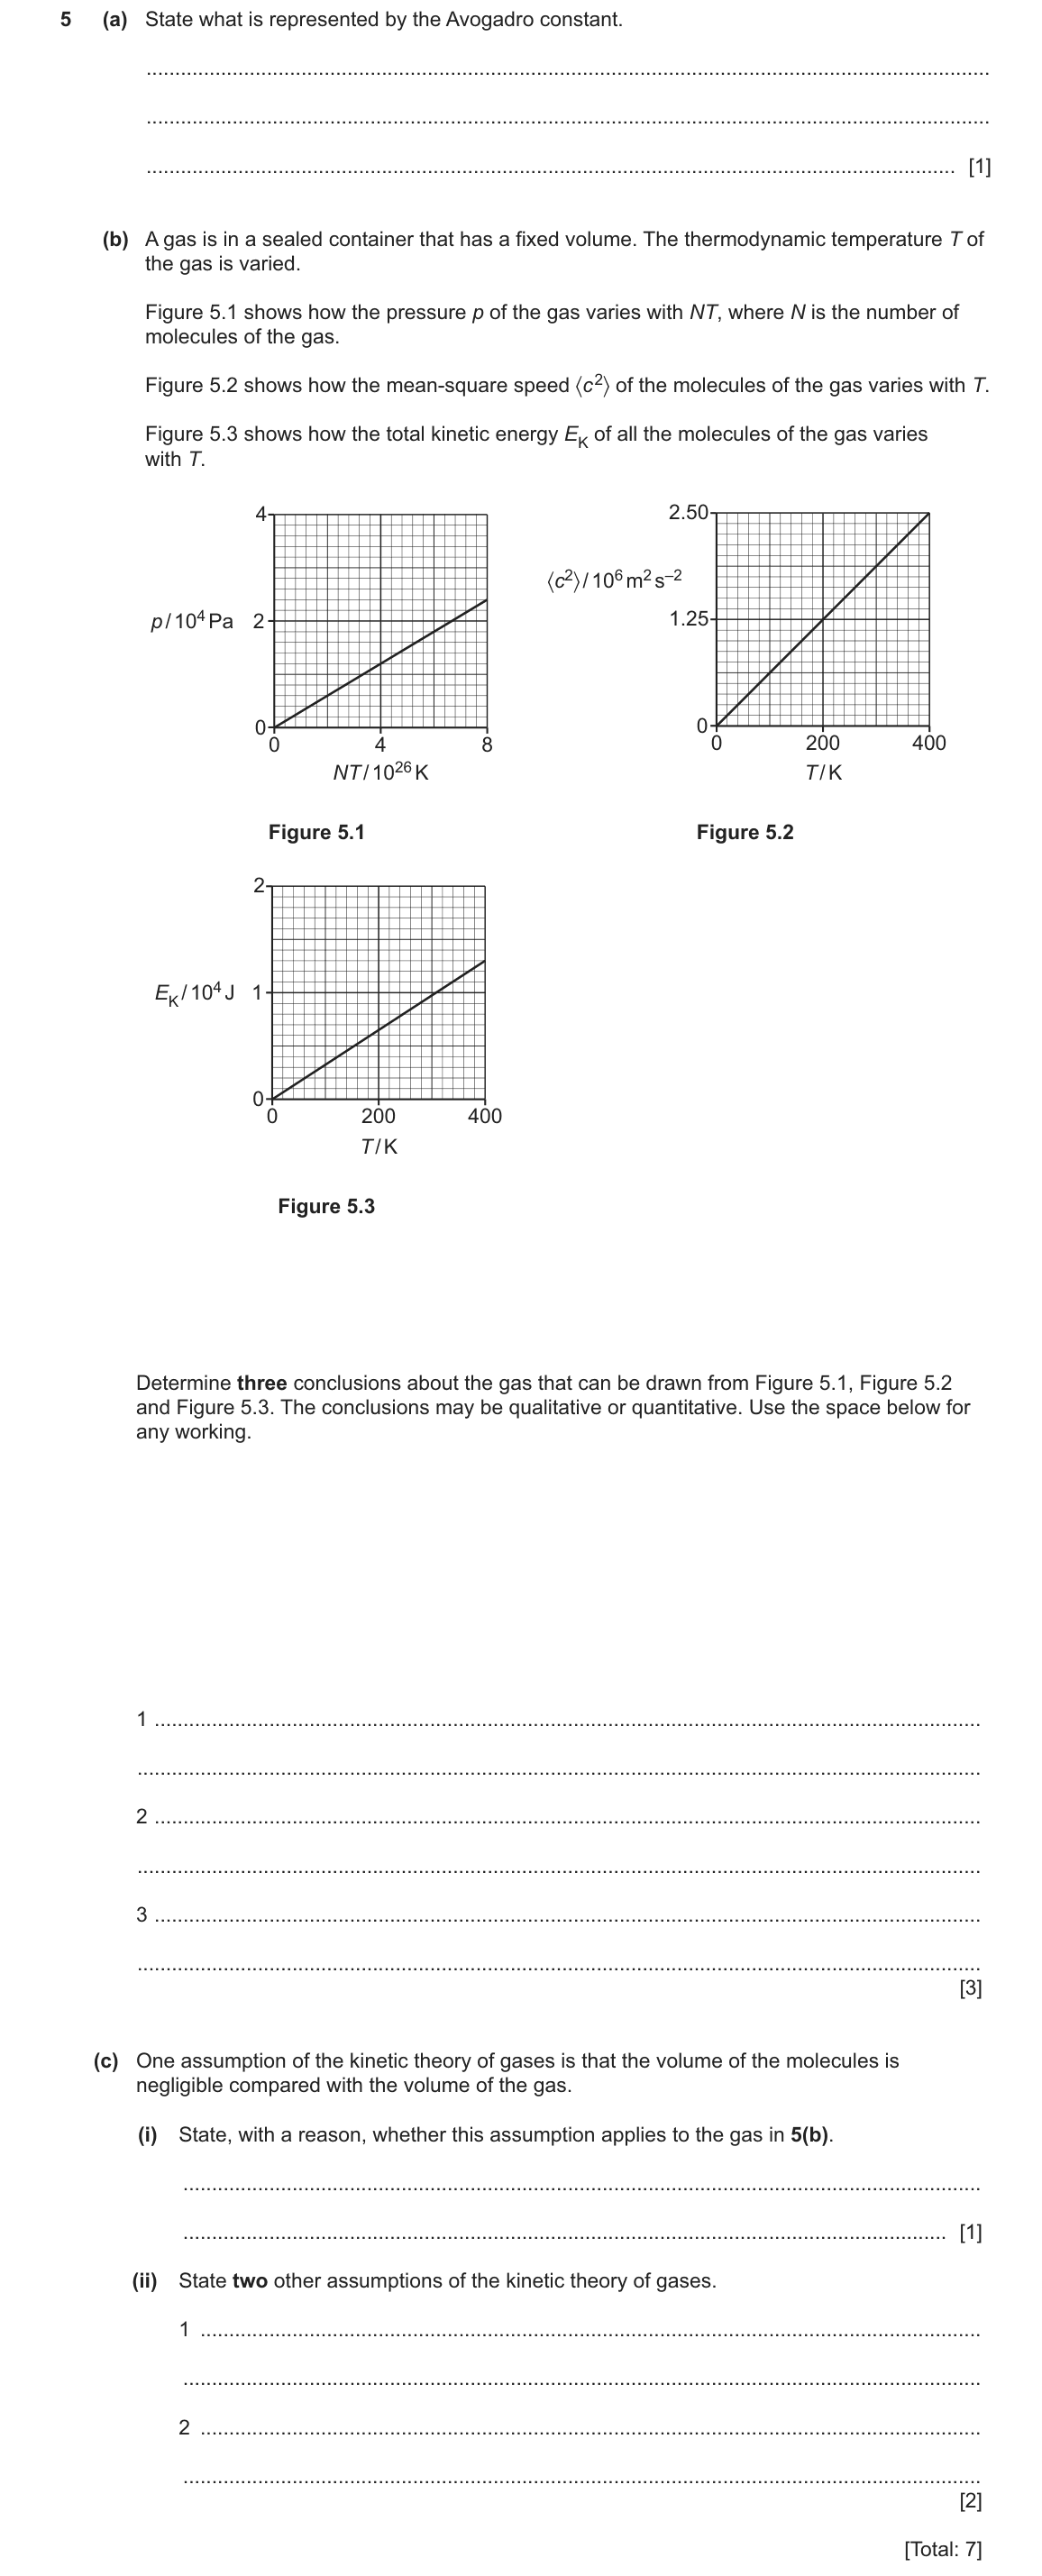 5 (a) State what is represented by the Avogadro constant.
..........
..........
.......... [1]
(b) A gas is in a sealed container that has a fixed volume. The thermodynamic temperature T of
the gas is varied.
Figure 5.1 shows how the pressure p of the gas varies with NT, where N is the number of
molecules of the gas.
Figure 5.2 shows how the mean-square speed ⟨c²⟩ of the molecules of the gas varies with T.
Figure 5.3 shows how the total kinetic energy E_K of all the molecules of the gas varies
with T.
4
p/10⁴Pa 2
0
0 4 8
NT/10²⁶K
Figure 5.1
2.50
⟨c²⟩/10⁶m²s⁻²
1.25
0
0 200 400
T/K
Figure 5.2
2
E_K/10⁴J 1
0
0 200 400
T/K
Figure 5.3
Determine three conclusions about the gas that can be drawn from Figure 5.1, Figure 5.2
and Figure 5.3. The conclusions may be qualitative or quantitative. Use the space below for
any working.
1 ..........
..........
2 ..........
..........
3 ..........
..........
[3]
(c) One assumption of the kinetic theory of gases is that the volume of the molecules is
negligible compared with the volume of the gas.
(i) State, with a reason, whether this assumption applies to the gas in 5(b).
..........
.......... [1]
(ii) State two other assumptions of the kinetic theory of gases.
1 ..........
..........
2 ..........
..........
[2]
[Total: 7]